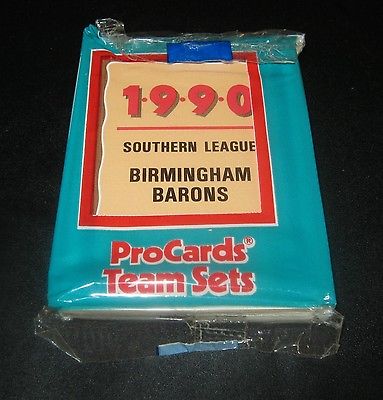 1·9·9·0
SOUTHERN LEAGUE
BIRMINGHAM
BARONS
ProCards®
Team Sets